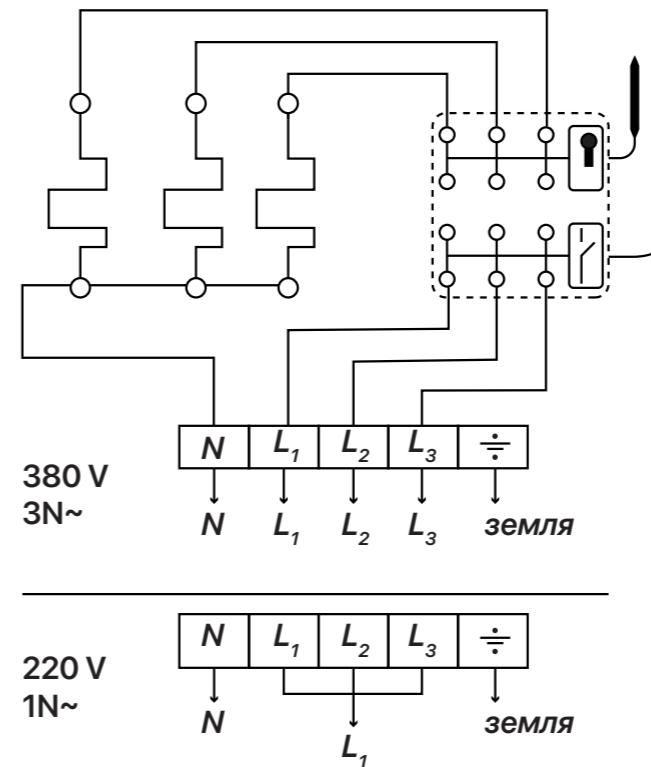 N L₁ L₂ L₃
380 V
3N~
N L₁ L₂ L₃ земля
N L₁ L₂ L₃
220 V
1N~
N L₁ земля